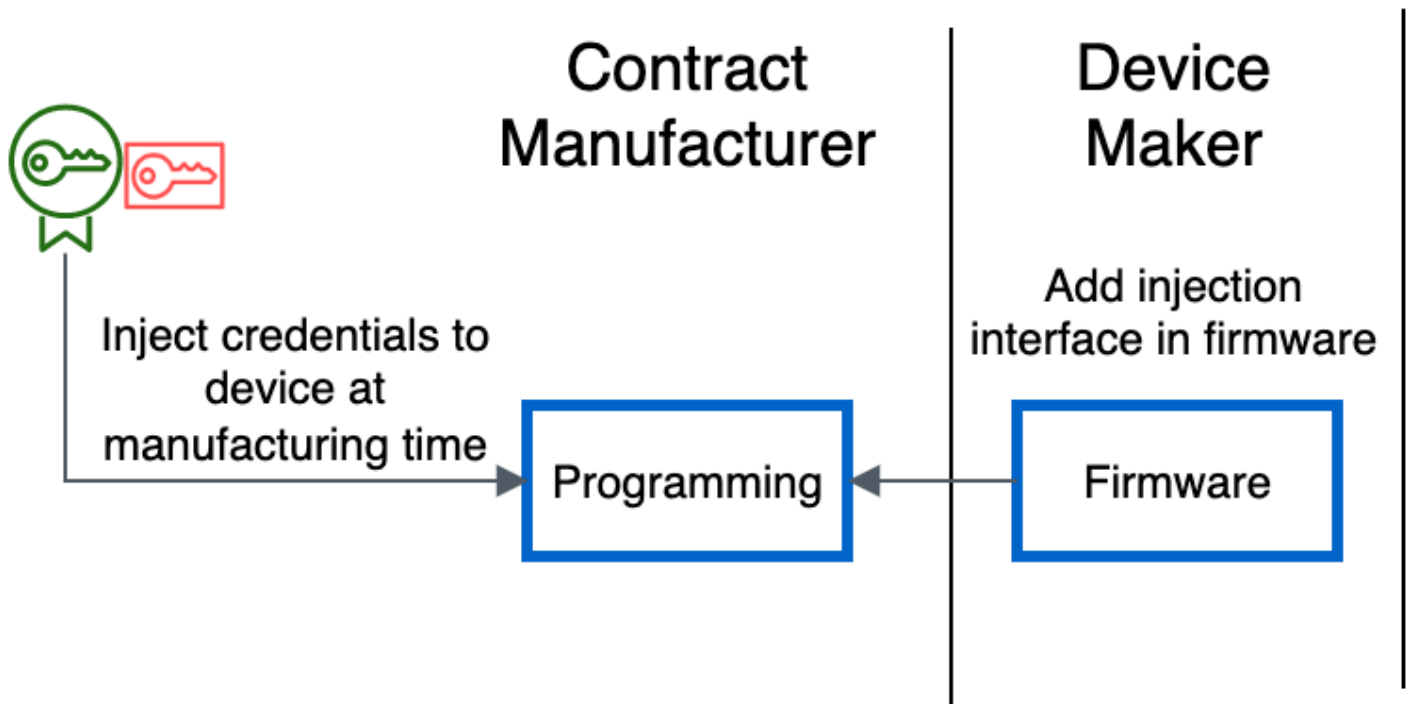 Contract
Manufacturer
Device
Maker
Inject credentials to
device at
manufacturing time
Programming
Add injection
interface in firmware
Firmware